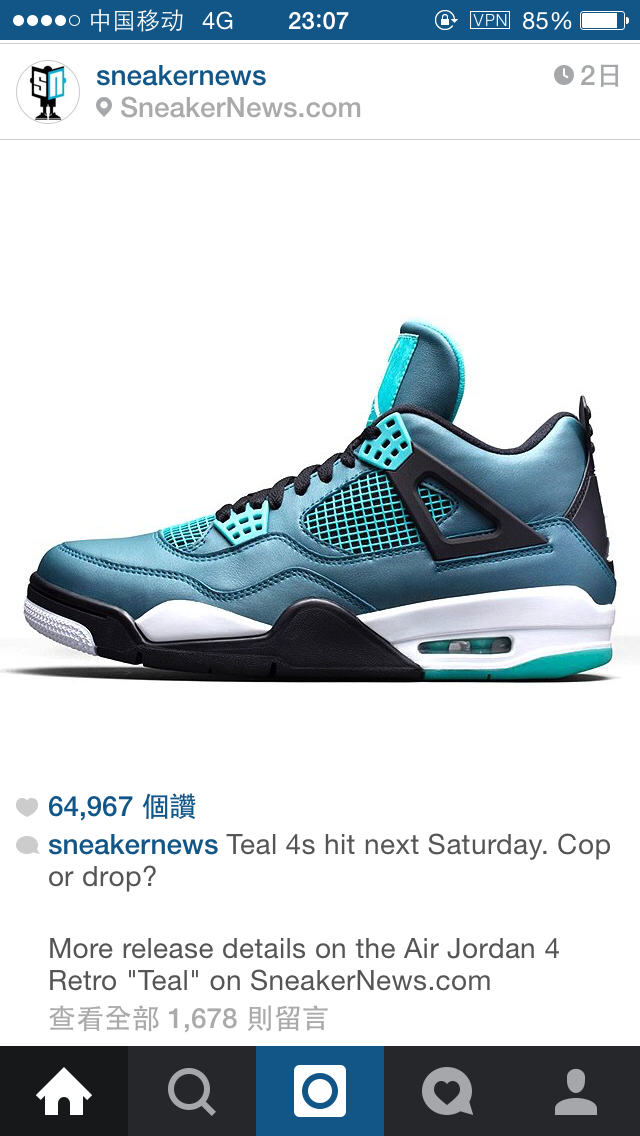 中国移动 4G 23:07 VPN 85%
sneakernews 2日
SneakerNews.com
SN
64,967 個讚
sneakernews Teal 4s hit next Saturday. Cop
or drop?
More release details on the Air Jordan 4
Retro "Teal" on SneakerNews.com
查看全部 1,678 則留言